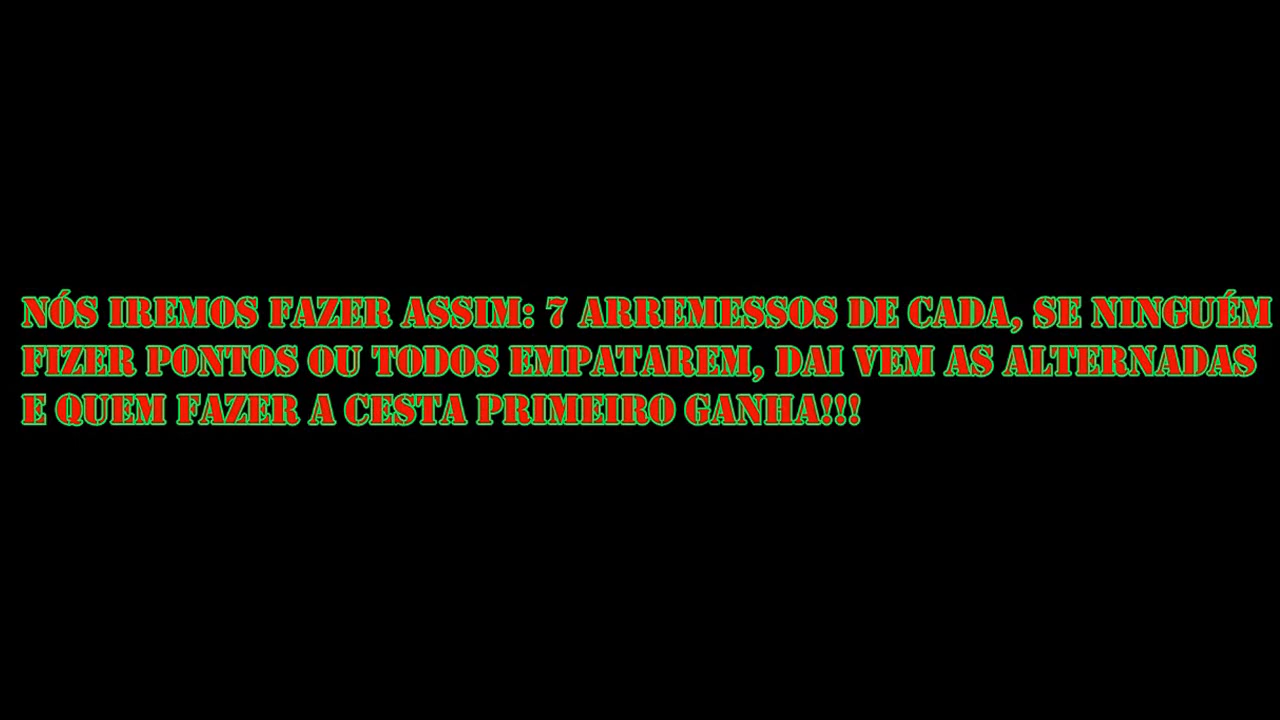 NÓS IREMOS FAZER ASSIM: 7 ARREMESSOS DE CADA, SE NINGUÉM
FIZER PONTOS OU TODOS EMPATAREM, DAI VEM AS ALTERNADAS
E QUEM FAZER A CESTA PRIMEIRO GANHA!!!